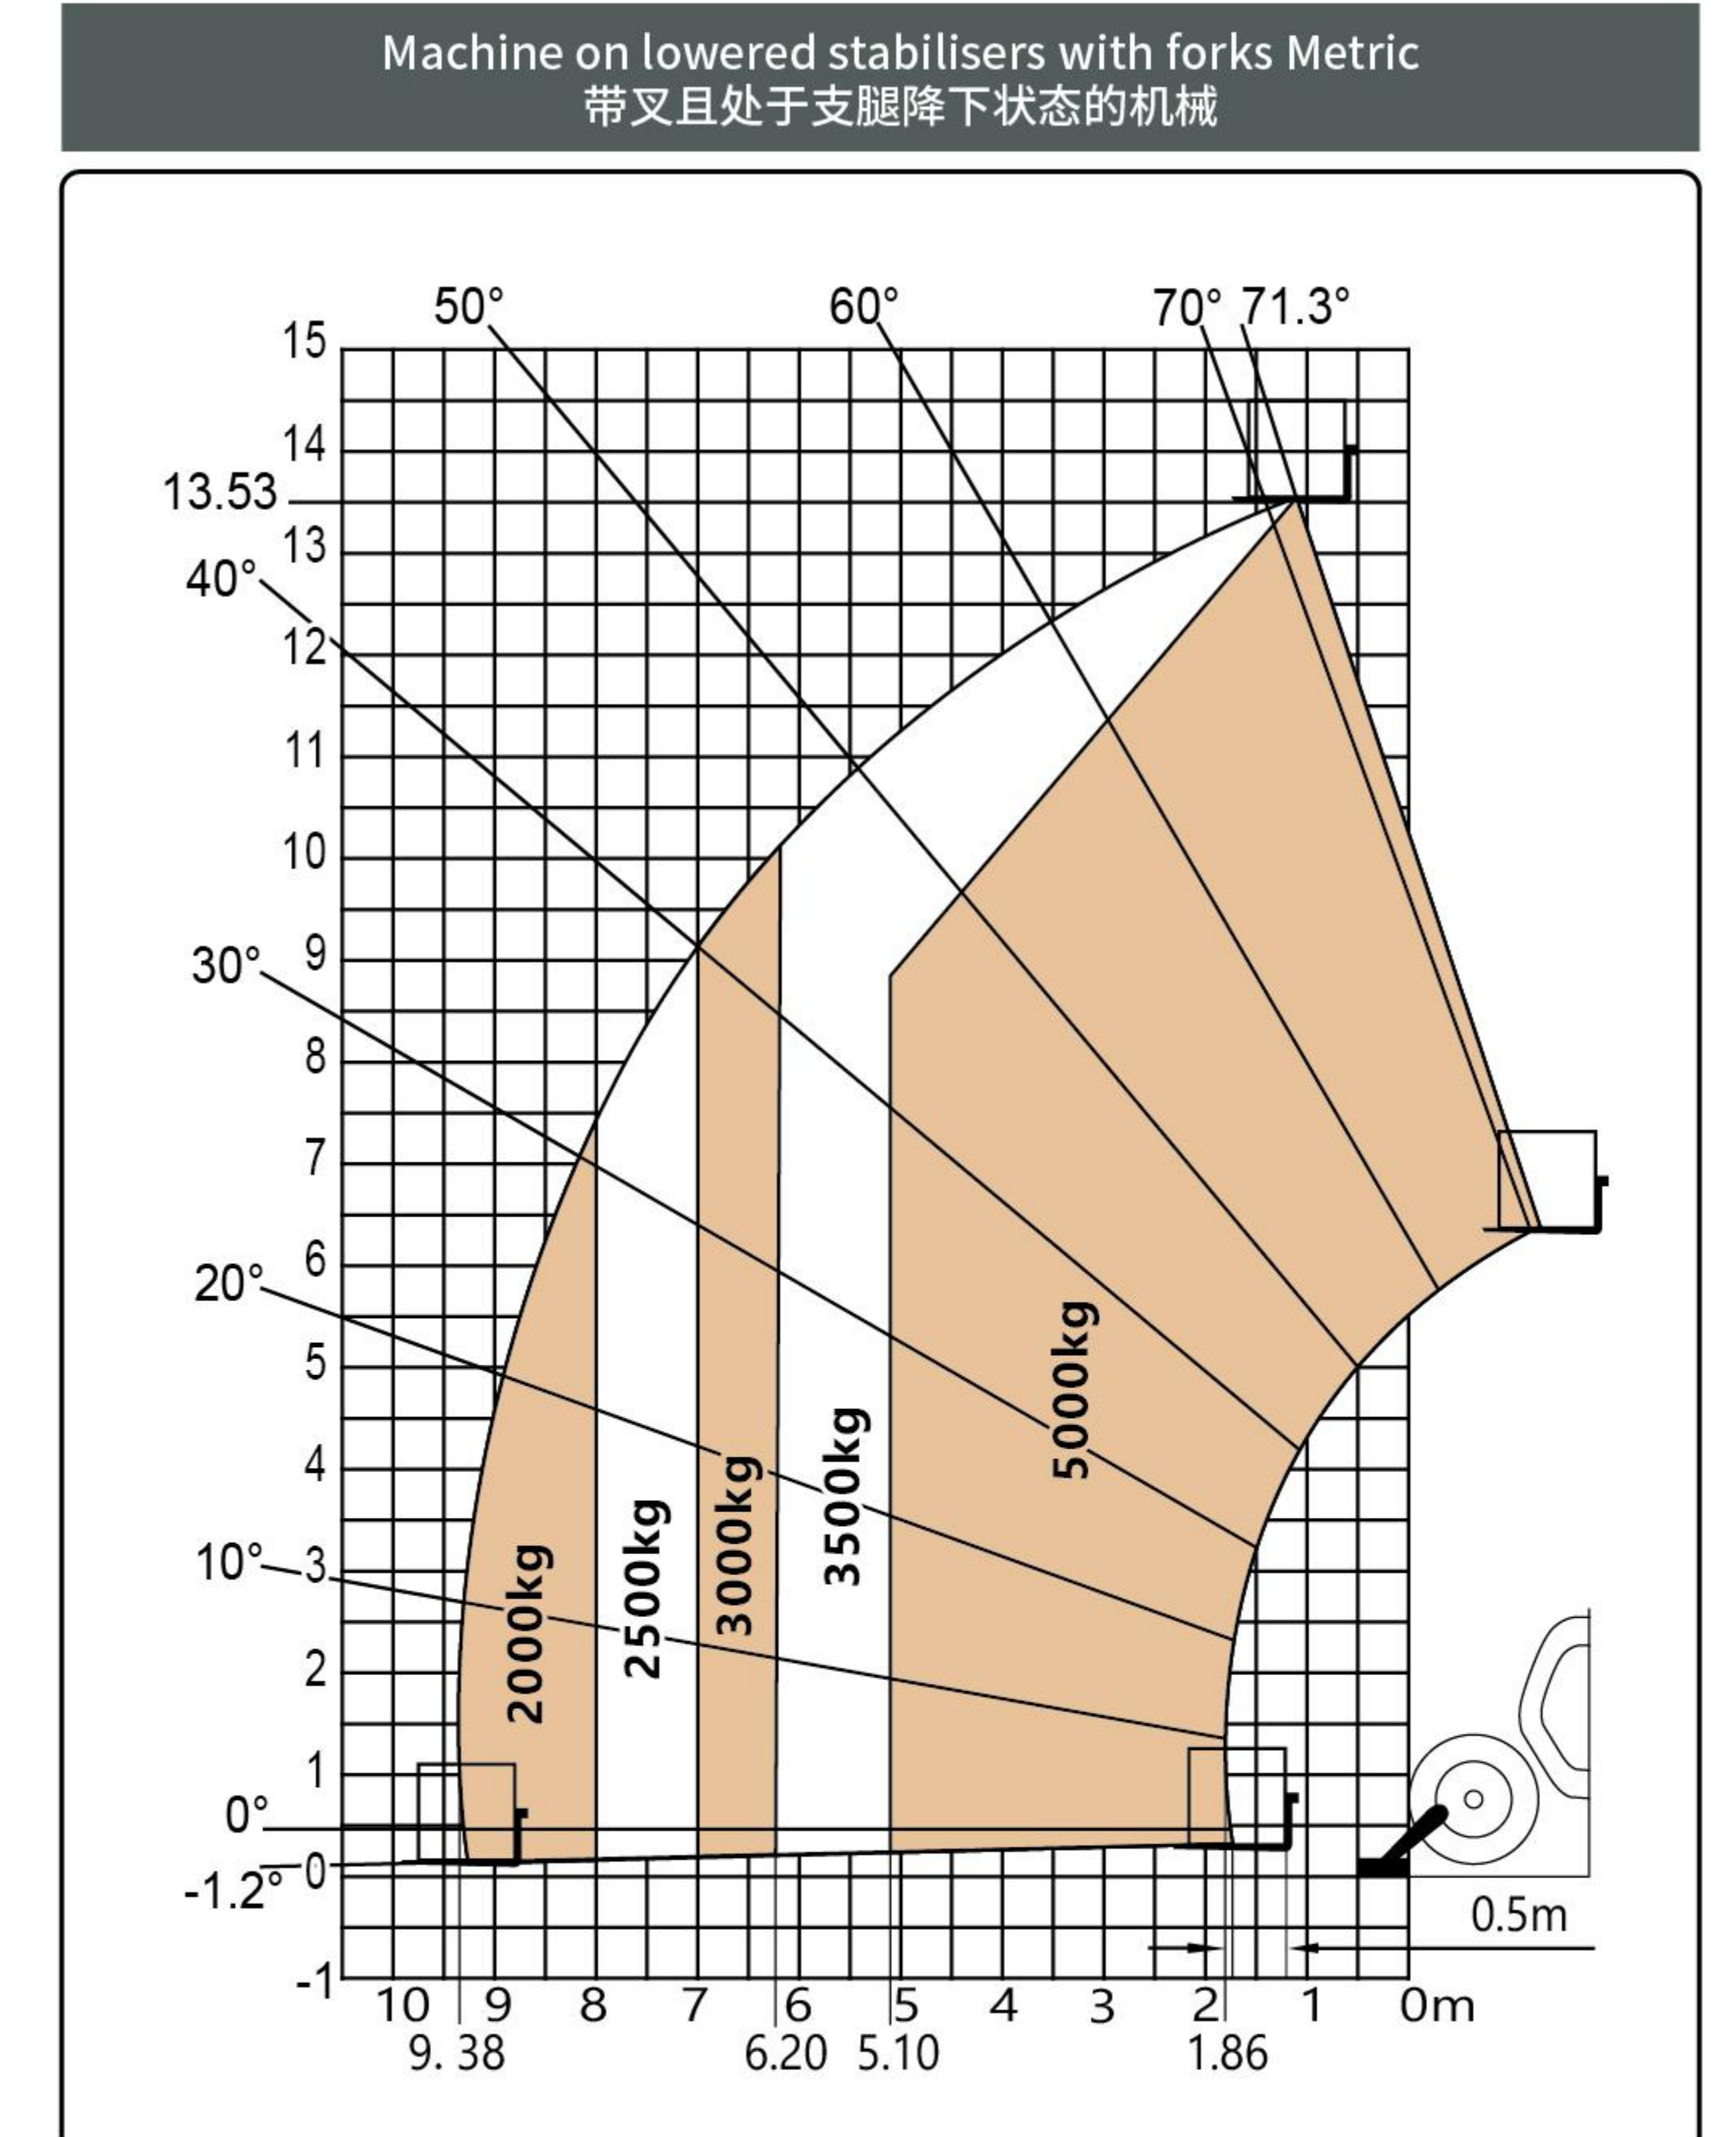 Machine on lowered stabilisers with forks Metric
带叉且处于支腿降下状态的机械
50° 60° 70° 71.3°
15
14
13.53
13
40°
12
11
10
30° 9
8
7
6
20°
5
4
10° 3
2
1
0°
-1.2° 0
-1
2000kg
2500kg
3000kg
3500kg
5000kg
0.5m
10 9 8 7 6 5 4 3 2 1 0m
9. 38 6.20 5.10 1.86